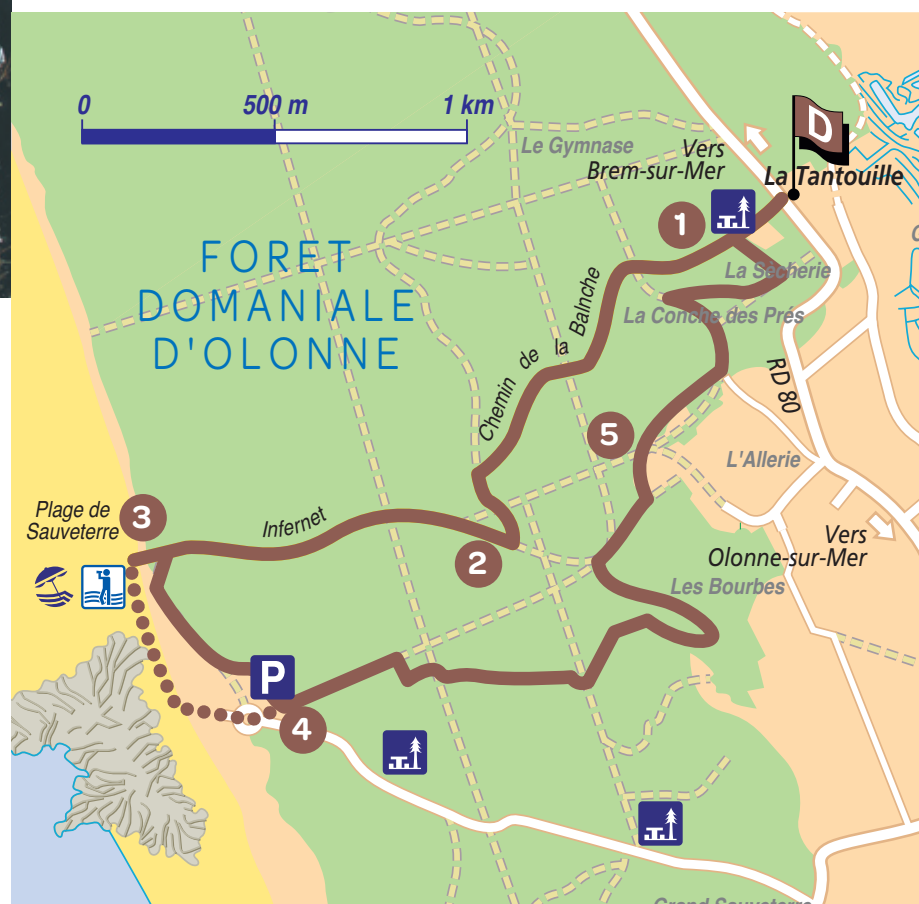 0 500 m 1 km
D
Le Gymnase
Vers
Brem-sur-Mer
La Tantouille
1
FORET
DOMANIALE
D'OLONNE
La Sècherie
La Conche des Prés
Chemin de la Balnche
RD 80
5
L'Allerie
Plage de
Sauveterre
3
Infernet
2
Vers
Olonne-sur-Mer
Les Bourbes
P
4
Grand Sauveterre